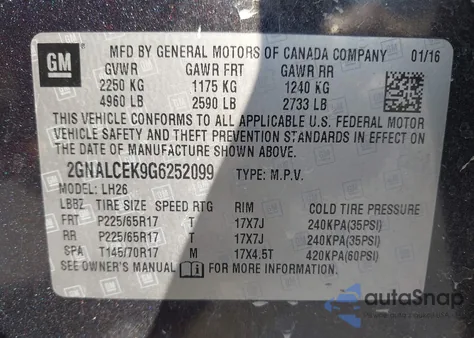 GM
MFD BY GENERAL MOTORS OF CANADA COMPANY 01/16
GVWR GAWR FRT GAWR RR
2250 KG 1175 KG 1240 KG
4960 LB 2590 LB 2733 LB
THIS VEHICLE CONFORMS TO ALL APPLICABLE U.S. FEDERAL MOTOR
VEHICLE SAFETY AND THEFT PREVENTION STANDARDS IN EFFECT ON THE
DATE OF MANUFACTURE SHOWN ABOVE.
2GNALCEK9G6252099 TYPE: M.P.V.
MODEL: LH26
LBBZ TIRE SIZE SPEED RTG RIM COLD TIRE PRESSURE
FRT P225/65R17 T 17X7J 240KPA(35PSI)
RR P225/65R17 T 17X7J 240KPA(35PSI)
SPA T145/70R17 M 17X4.5T 420KPA(60PSI)
SEE OWNER'S MANUAL i FOR MORE INFORMATION.
autoSnap